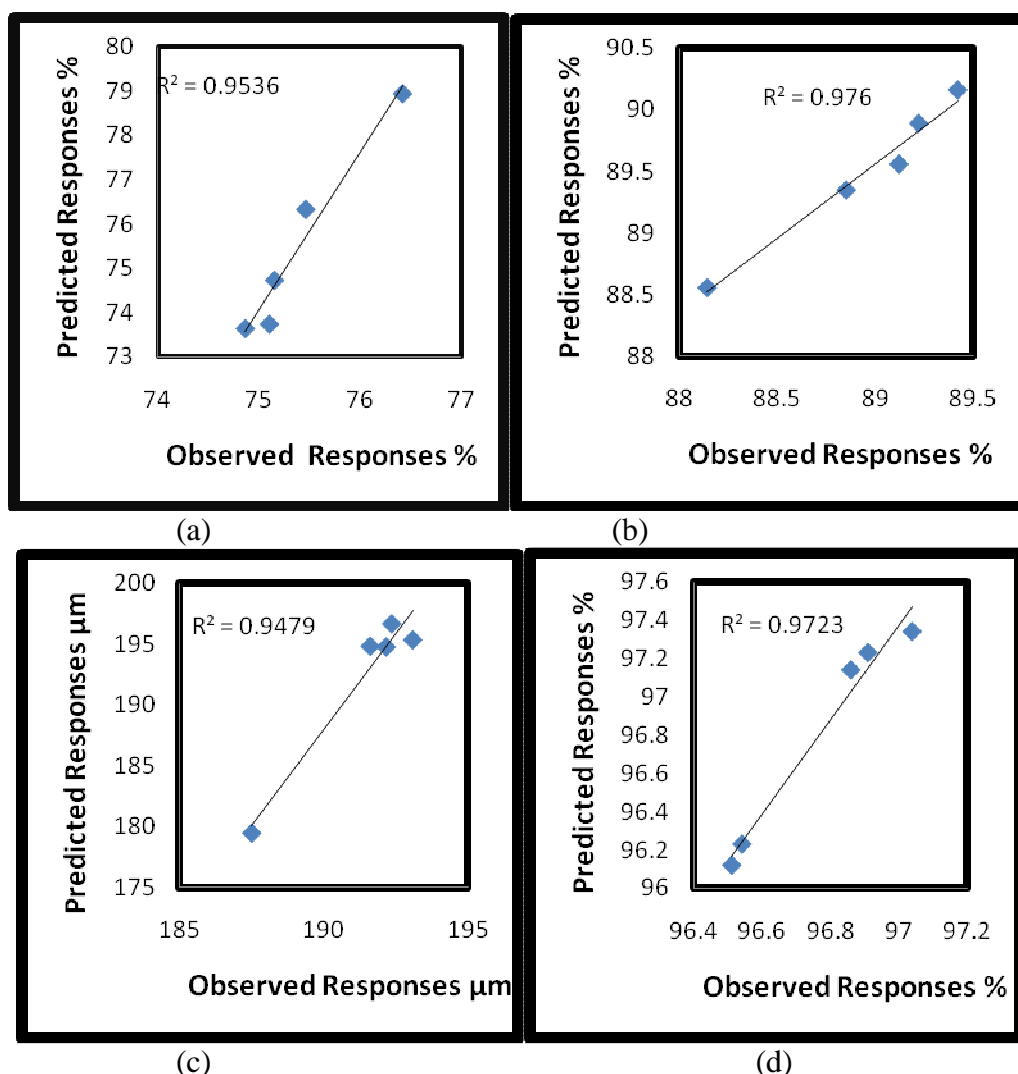 Predicted Responses %
80
79
78
77
76
75
74
73
R² = 0.9536
74 75 76 77
Observed Responses %
(a)
Predicted Responses %
90.5
90
89.5
89
88.5
88
R² = 0.976
88 88.5 89 89.5
Observed Responses %
(b)
Predicted Responses µm
200
195
190
185
180
175
R² = 0.9479
185 190 195
Observed Responses µm
(c)
Predicted Responses %
97.6
97.4
97.2
97
96.8
96.6
96.4
96.2
96
R² = 0.9723
96.4 96.6 96.8 97 97.2
Observed Responses %
(d)